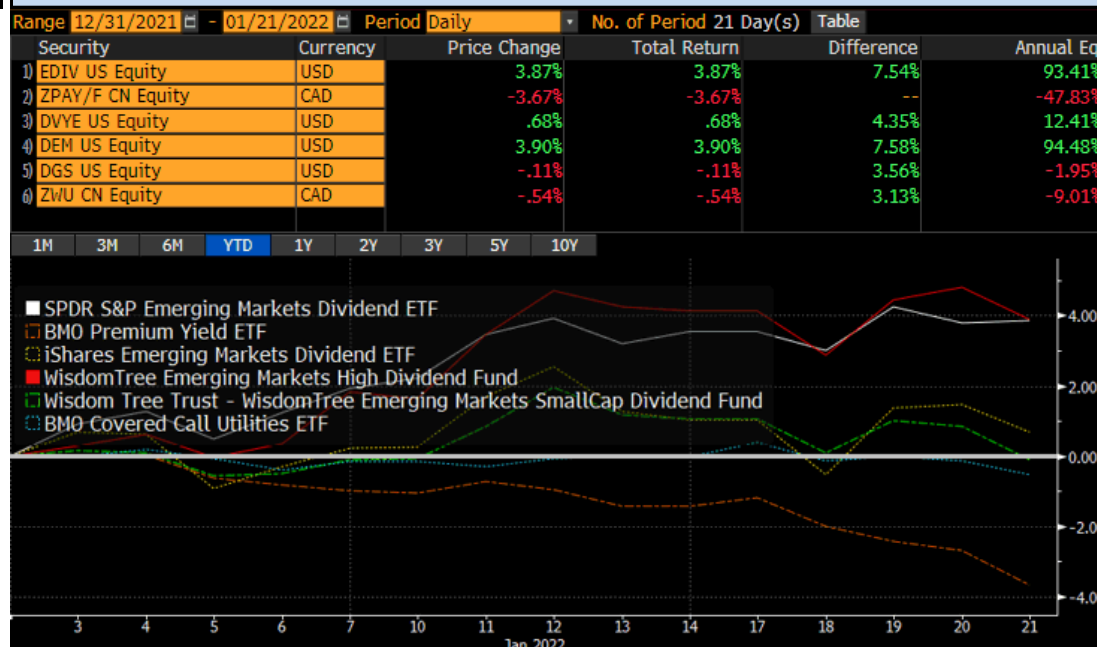 Range 12/31/2021 - 01/21/2022 Period Daily No. of Period 21 Day(s) Table
Security Currency Price Change Total Return Difference Annual Eq
1) EDIV US Equity USD 3.87% 3.87% 7.54% 93.41%
2) ZPAY/F CN Equity CAD -3.67% -3.67% -- -47.83%
3) DVYE US Equity USD .68% .68% 4.35% 12.41%
4) DEM US Equity USD 3.90% 3.90% 7.58% 94.48%
5) DGS US Equity USD -.11% -.11% 3.56% -1.95%
6) ZWU CN Equity CAD -.54% -.54% 3.13% -9.01%
1M 3M 6M YTD 1Y 2Y 3Y 5Y 10Y
SPDR S&P Emerging Markets Dividend ETF
BMO Premium Yield ETF
iShares Emerging Markets Dividend ETF
WisdomTree Emerging Markets High Dividend Fund
Wisdom Tree Trust - WisdomTree Emerging Markets SmallCap Dividend Fund
BMO Covered Call Utilities ETF
4.00
2.00
0.00
-2.0
-4.0
3 4 5 6 7 10 11 12 13 14 17 18 19 20 21
Jan 2022